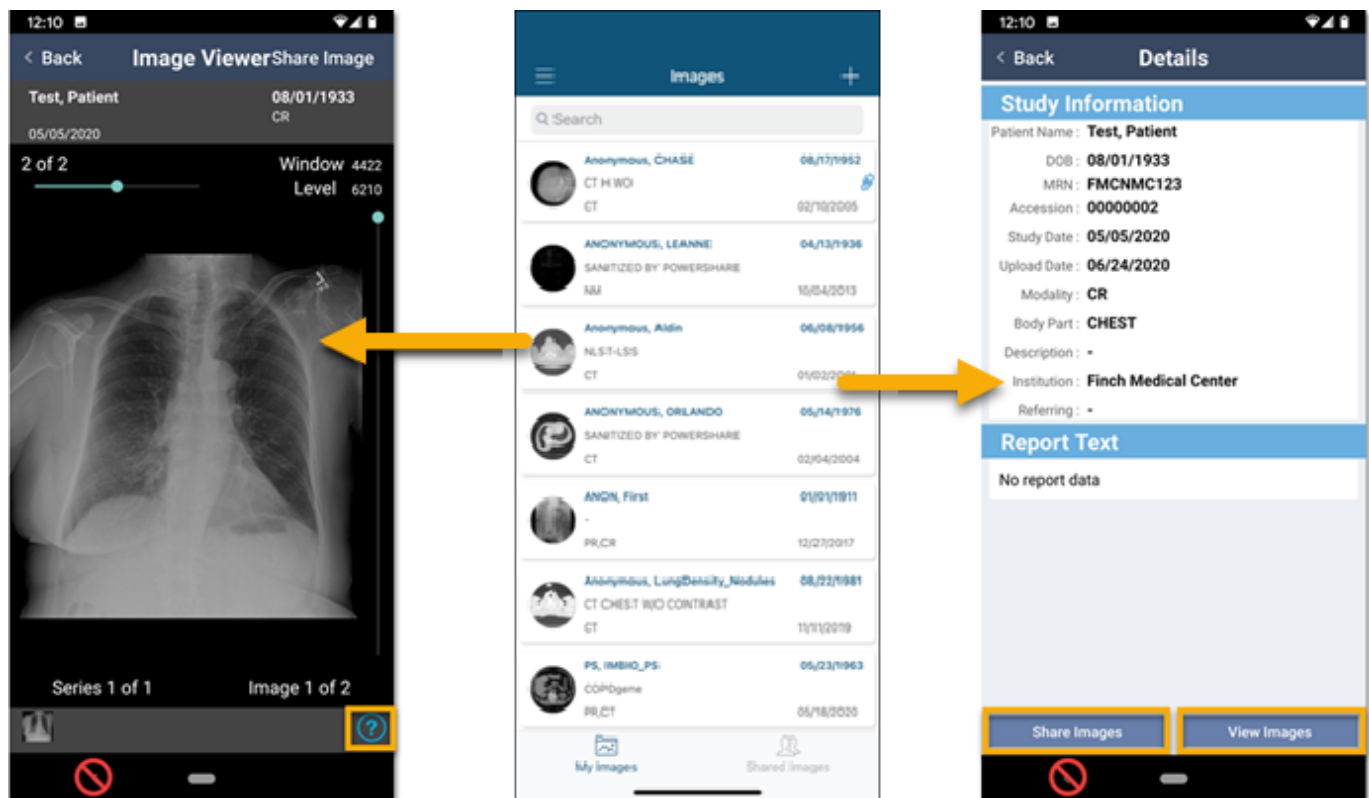 12:10
< Back Image Viewer Share Image
Test, Patient 08/01/1933
CR
05/05/2020
2 of 2 Window 4422
Level 6210
Series 1 of 1 Image 1 of 2
?
Images
Search
Anonymous, CHASE 08/17/1952
CT H WO!
CT 02/10/2005
ANONYMOUS, LEANNE 04/13/1936
SANITIZED BY POWERSHARE
NM 10/04/2013
Anonymous, Aldin 06/08/1956
NLST-LSS
CT
ANONYMOUS, ORLANDO 05/14/1976
SANITIZED BY POWERSHARE
CT 02/04/2004
ANON, First 01/01/1911
-
PR,CR 12/27/2017
Anonymous, LungDensity_Nodules 08/22/1981
CT CHEST W/O CONTRAST
CT 11/11/2019
PS, IMBIO_PS 05/23/1963
COPDgene
PR,CT 05/18/2020
My Images Shared Images
12:10
< Back Details
Study Information
Patient Name : Test, Patient
DOB : 08/01/1933
MRN : FMCNMC123
Accession : 00000002
Study Date : 05/05/2020
Upload Date : 06/24/2020
Modality : CR
Body Part : CHEST
Description : -
Institution : Finch Medical Center
Referring : -
Report Text
No report data
Share Images View Images